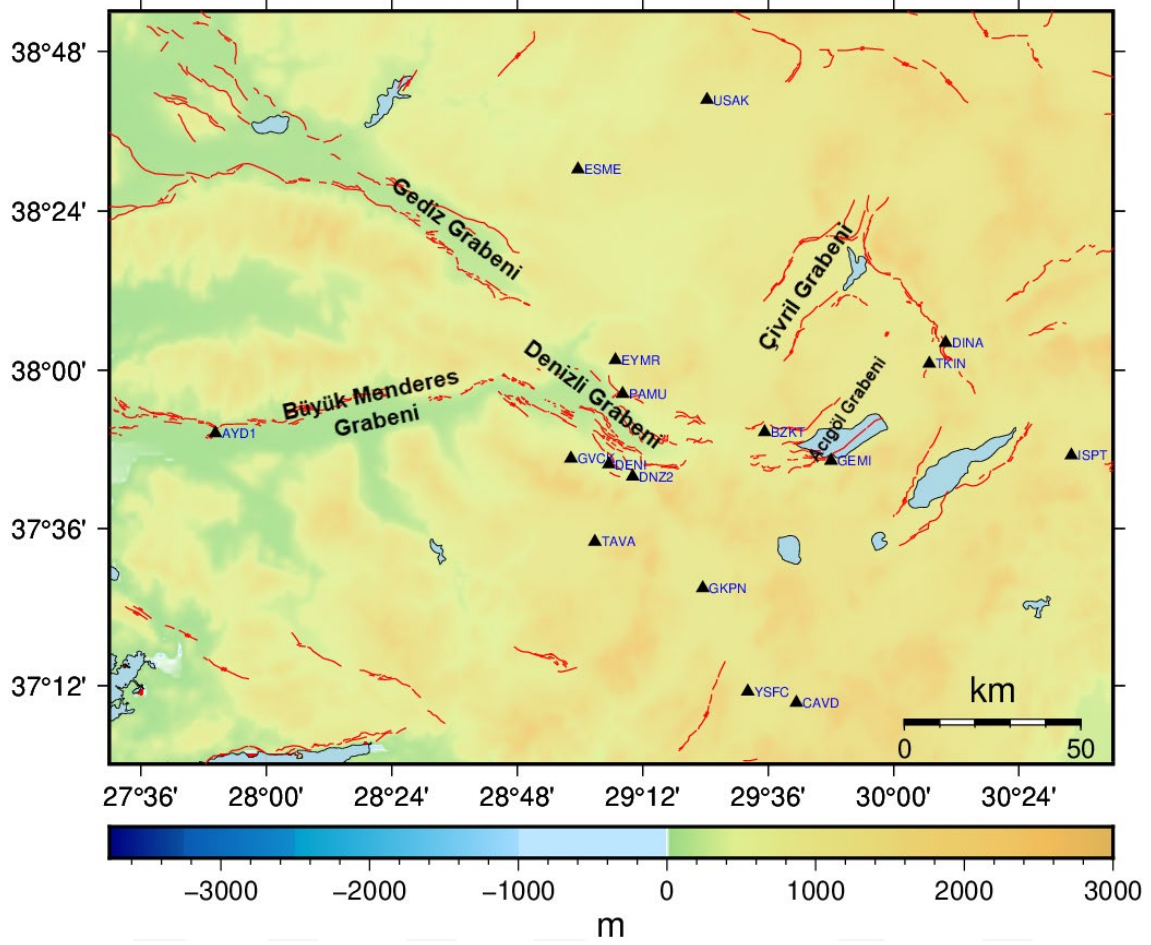 38°48'
USAK
ESME
38°24'
Gediz Grabeni
Çivril Grabeni
DINA
38°00'
EYMR
TKIN
Denizli Grabeni
PAMU
Büyük Menderes
Grabeni
Acıgöl Grabeni
AYD1
BZKT
GVCK
DENI
GEMI
ISPT
DNZ2
37°36'
TAVA
GKPN
37°12'
YSFC
CAVD
km
0 50
27°36' 28°00' 28°24' 28°48' 29°12' 29°36' 30°00' 30°24'
−3000 −2000 −1000 0 1000 2000 3000
m